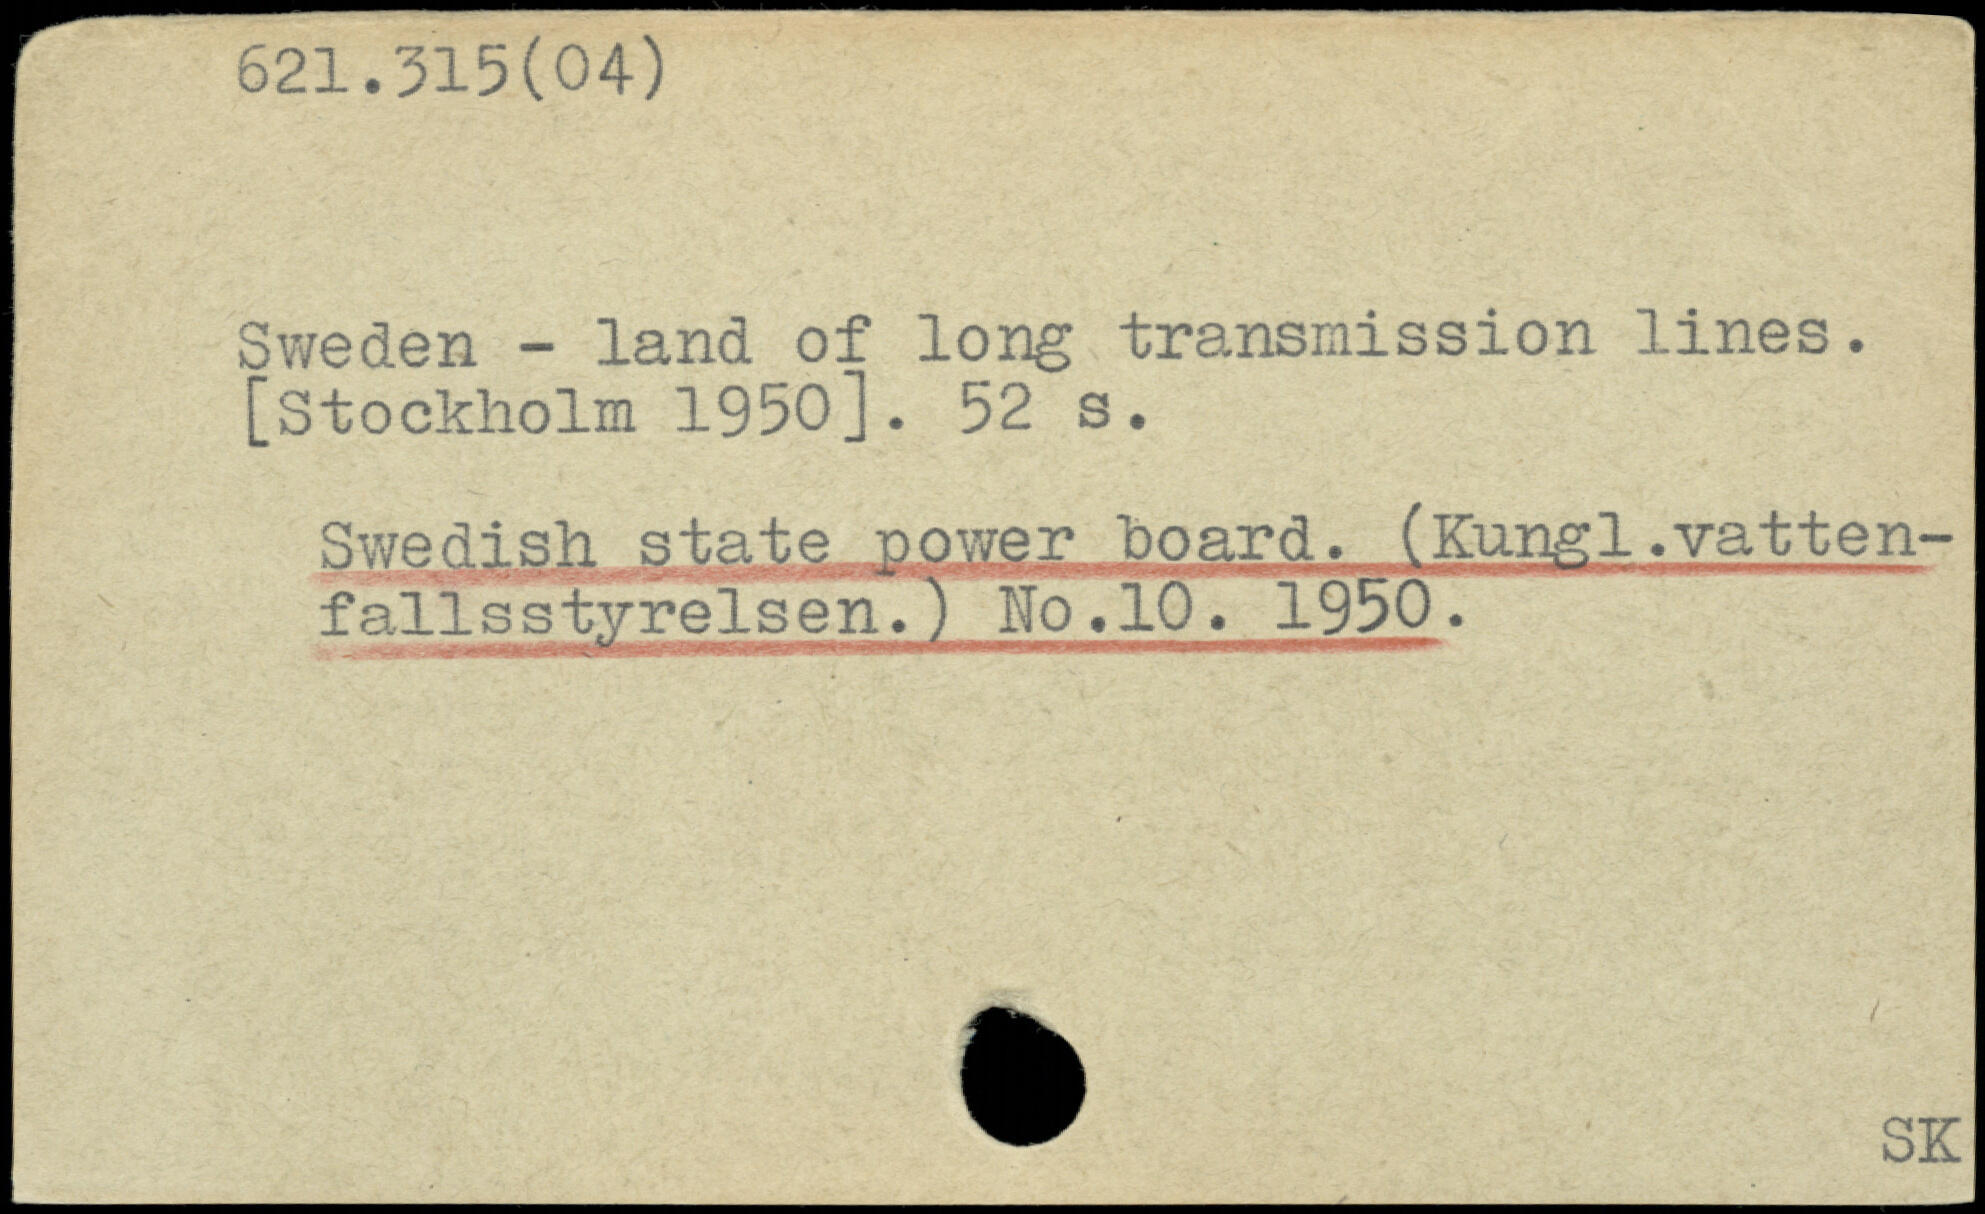 621.315(04)
Sweden - land of long transmission lines.
[Stockholm 1950]. 52 s.
Swedish state power board. (Kungl.vatten-
fallsstyrelsen.) No.10. 1950.
SK